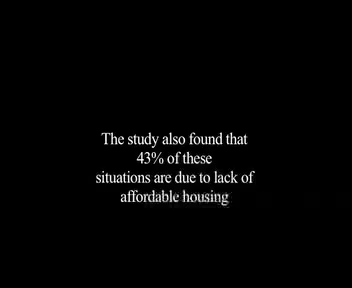 The study also found that
43% of these
situations are due to lack of
affordable housing